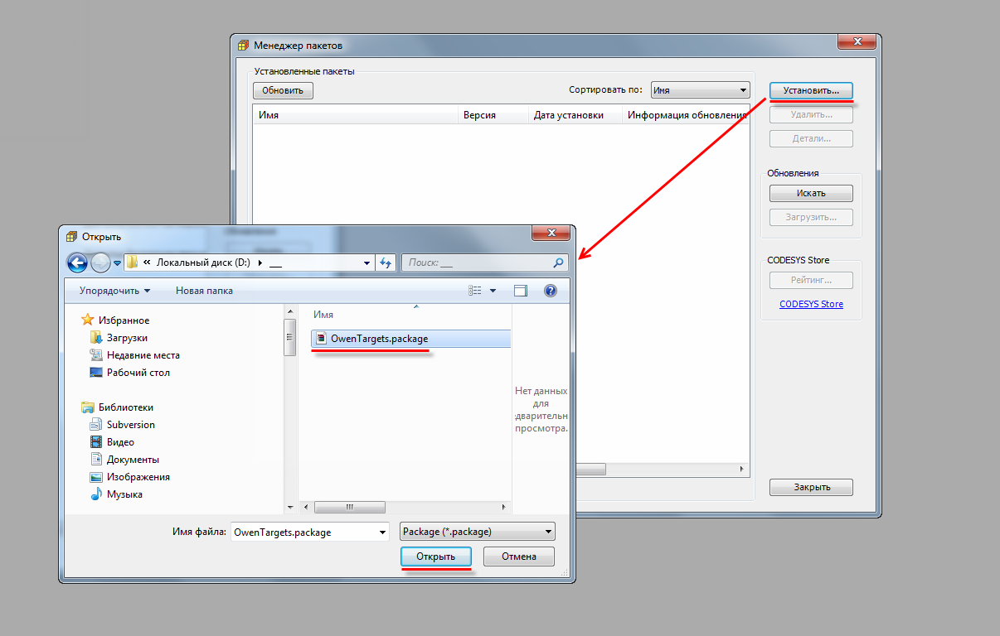 Менеджер пакетов
Установленные пакеты
Обновить
Сортировать по:
Имя
Установить...
Имя
Версия
Дата установки
Информация обновления
Удалить...
Детали...
Обновления
Искать
Загрузить...
CODESYS Store
Рейтинг...
CODESYS Store
Закрыть
Открыть
« Локальный диск (D:) ▸ __
Поиск: __
Упорядочить
Новая папка
Избранное
Загрузки
Недавние места
Рабочий стол
Библиотеки
Subversion
Видео
Документы
Изображения
Музыка
Имя
OwenTargets.package
Нет данных
для
едварительн
просмотра.
Имя файла:
OwenTargets.package
Package (*.package)
Открыть
Отмена